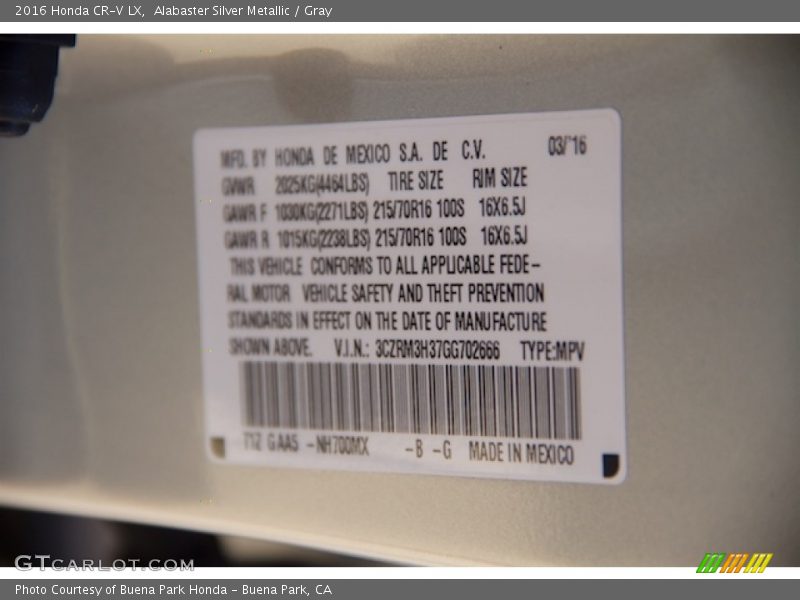 2016 Honda CR-V LX,  Alabaster Silver Metallic / Gray
MFD. BY HONDA DE MEXICO S.A. DE C.V. 03/'16
GVWR 2025KG(4464LBS) TIRE SIZE RIM SIZE
GAWR F 1030KG(2271LBS) 215/70R16 100S 16X6.5J
GAWR R 1015KG(2238LBS) 215/70R16 100S 16X6.5J
THIS VEHICLE CONFORMS TO ALL APPLICABLE FEDE-
RAL MOTOR VEHICLE SAFETY AND THEFT PREVENTION
STANDARDS IN EFFECT ON THE DATE OF MANUFACTURE
SHOWN ABOVE. V.I.N.: 3CZRM3H37GG702666 TYPE:MPV
T1Z GAA5 -NH700MX -B -G MADE IN MEXICO
GTCARLOT.COM
Photo Courtesy of Buena Park Honda - Buena Park, CA